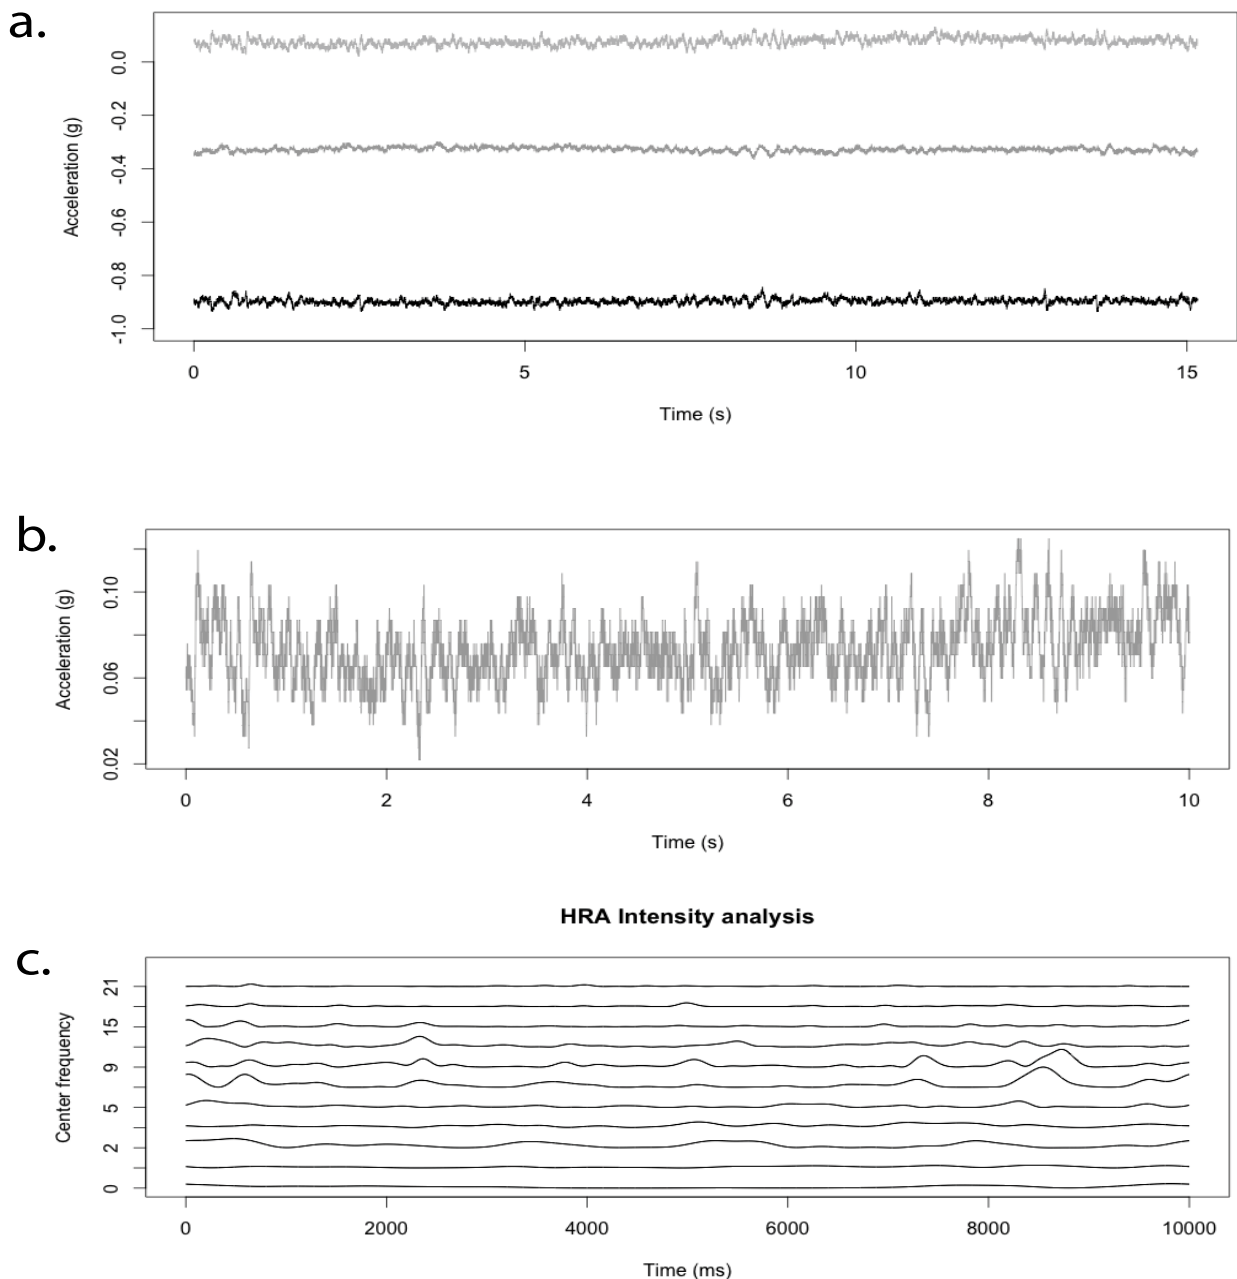 a.
Acceleration (g)
0.0
-0.2
-0.4
-0.6
-0.8
-1.0
0 5 10 15
Time (s)
b.
Acceleration (g)
0.10
0.06
0.02
0 2 4 6 8 10
Time (s)
HRA Intensity analysis
c.
Center frequency
21
15
9
5
2
0
0 2000 4000 6000 8000 10000
Time (ms)